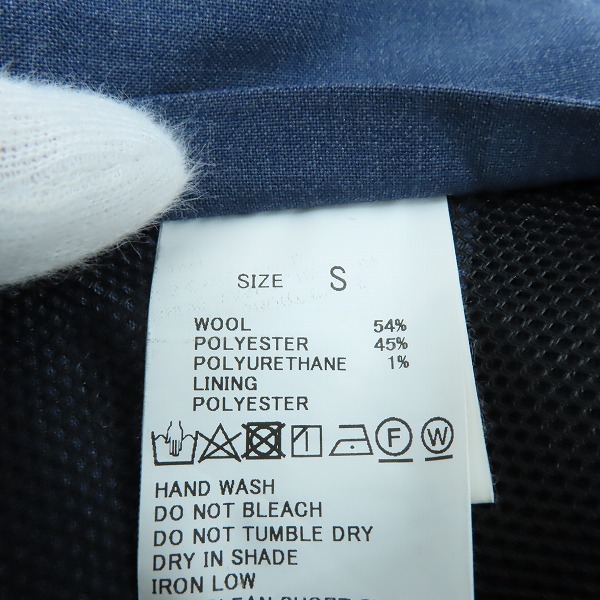 SIZE S
WOOL 54%
POLYESTER 45%
POLYURETHANE 1%
LINING
POLYESTER
F W
HAND WASH
DO NOT BLEACH
DO NOT TUMBLE DRY
DRY IN SHADE
IRON LOW